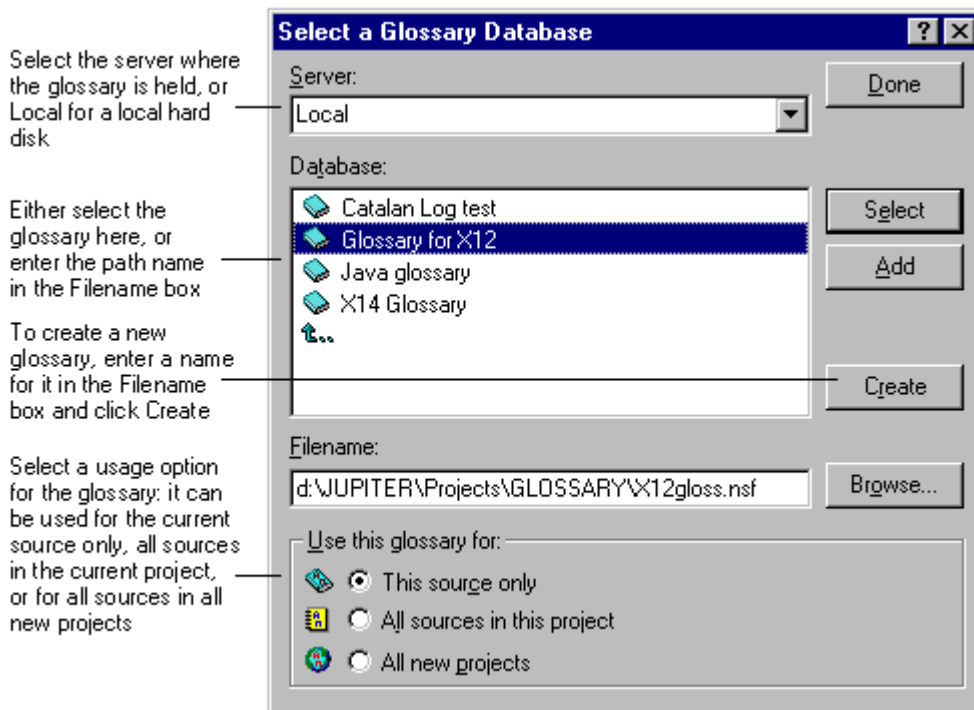 Select a Glossary Database
Select the server where
the glossary is held, or
Local for a local hard
disk
Server:
Local
Done
Database:
Either select the
glossary here, or
enter the path name
in the Filename box
Catalan Log test
Glossary for X12
Java glossary
X14 Glossary
..
Select
Add
To create a new
glossary, enter a name
for it in the Filename
box and click Create
Create
Filename:
d:\JUPITER\Projects\GLOSSARY\X12gloss.nsf
Browse...
Select a usage option
for the glossary: it can
be used for the current
source only, all sources
in the current project,
or for all sources in all
new projects
Use this glossary for:
This source only
All sources in this project
All new projects